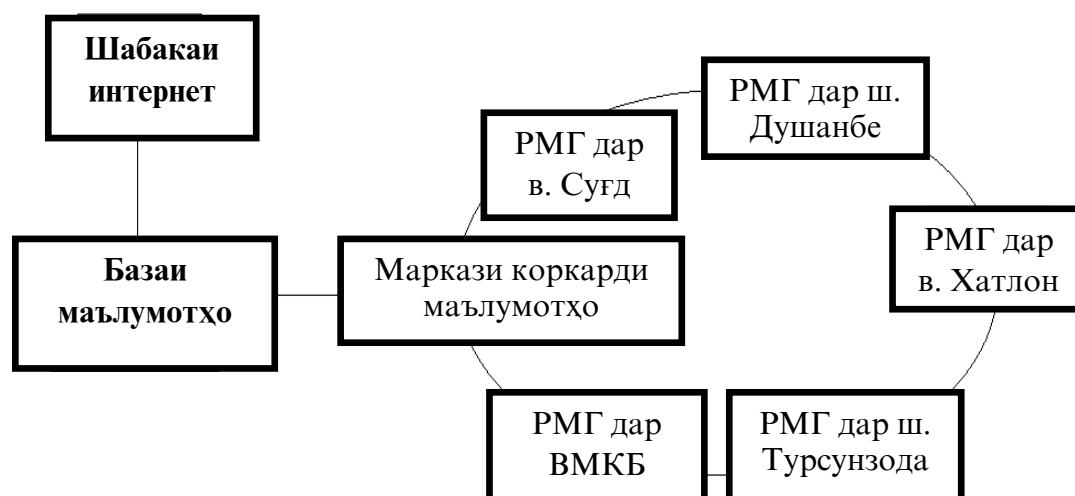 Шабакаи
интернет
РМГ дар ш.
Душанбе
РМГ дар
в. Суғд
РМГ дар
в. Хатлон
Базаи
маълумотҳо
Маркази коркарди
маълумотҳо
РМГ дар
ВМКБ
РМГ дар ш.
Турсунзода